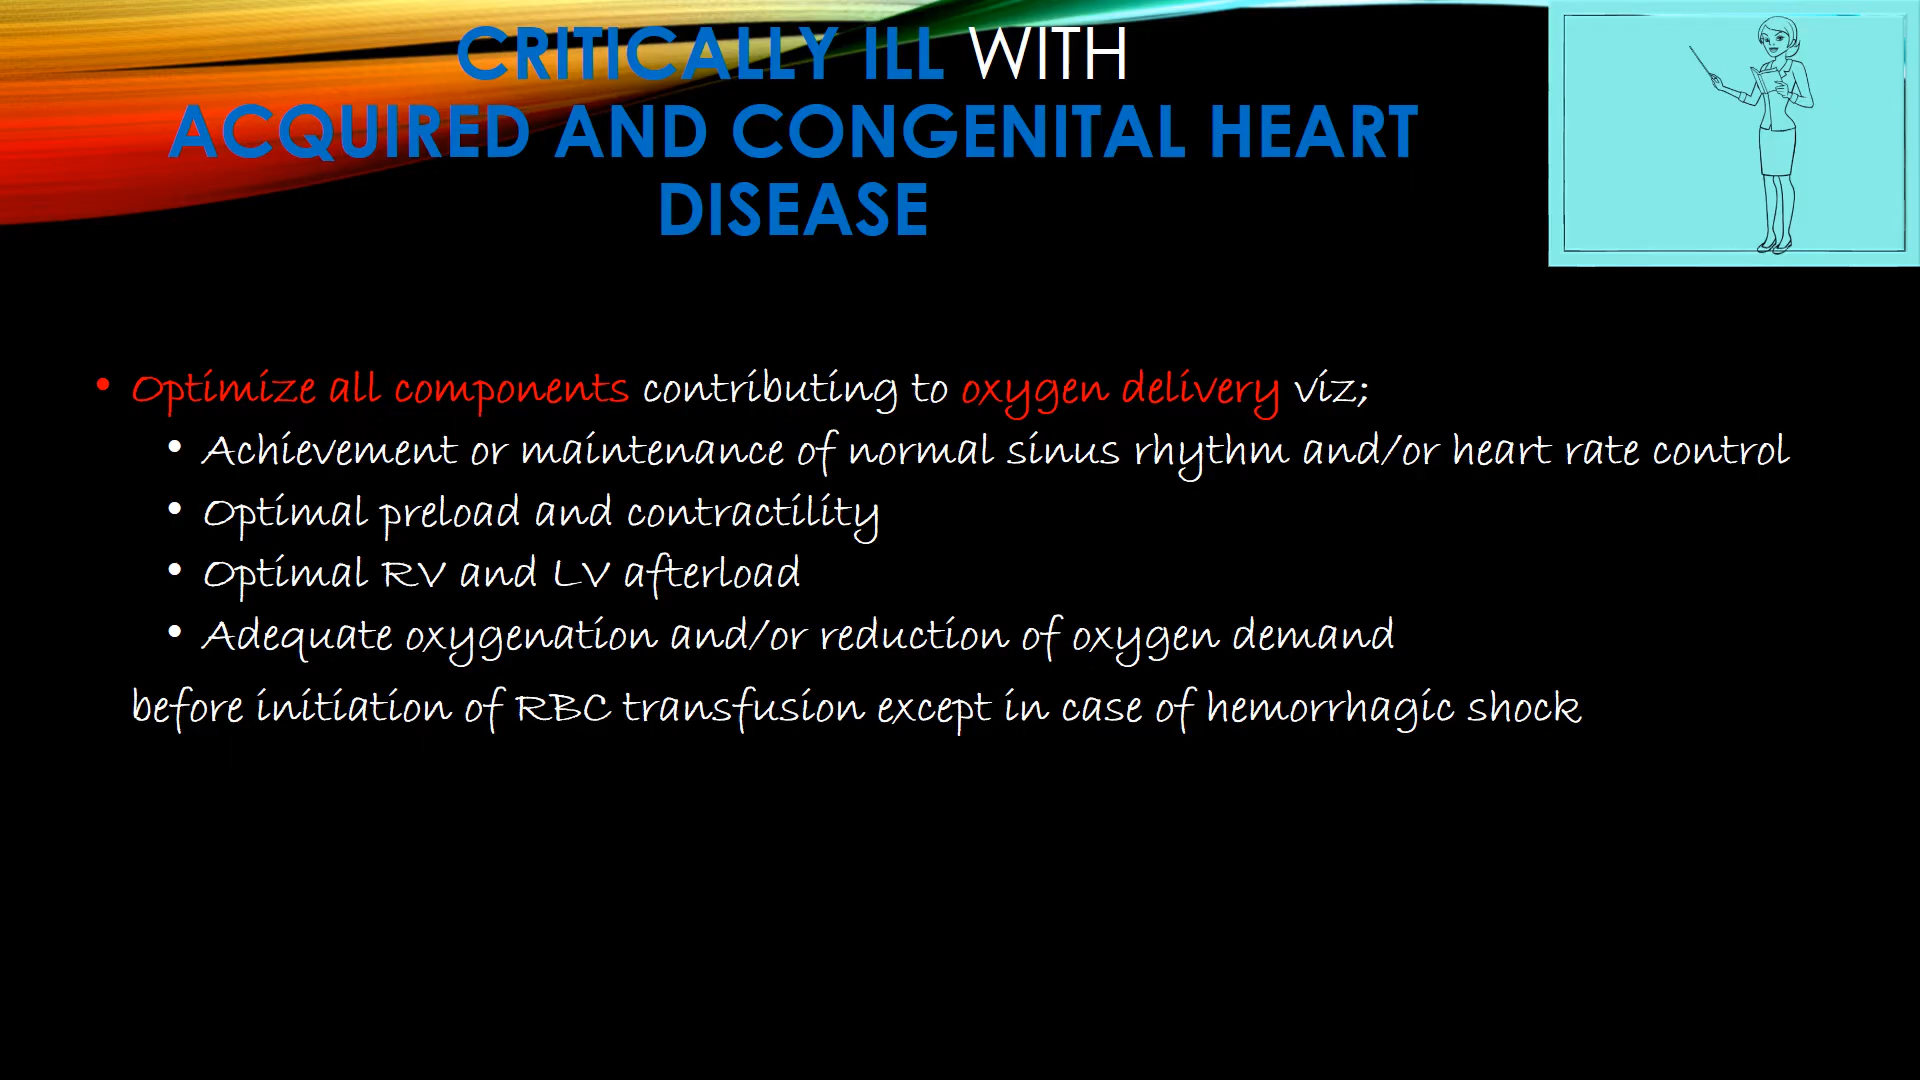 CRITICALLY ILL WITH
ACQUIRED AND CONGENITAL HEART
DISEASE
• Optimize all components contributing to oxygen delivery viz;
• Achievement or maintenance of normal sinus rhythm and/or heart rate control
• Optimal preload and contractility
• Optimal RV and LV afterload
• Adequate oxygenation and/or reduction of oxygen demand
before initiation of RBC transfusion except in case of hemorrhagic shock